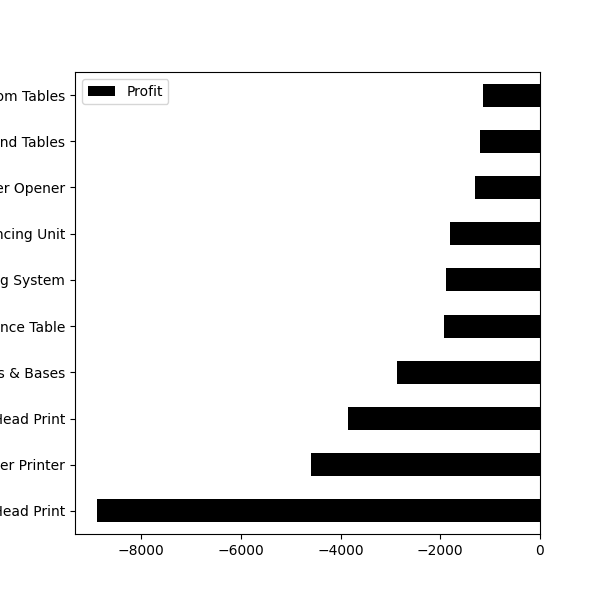 Profit
om Tables
nd Tables
er Opener
ncing Unit
g System
nce Table
s & Bases
Head Print
er Printer
Head Print
−8000 −6000 −4000 −2000 0